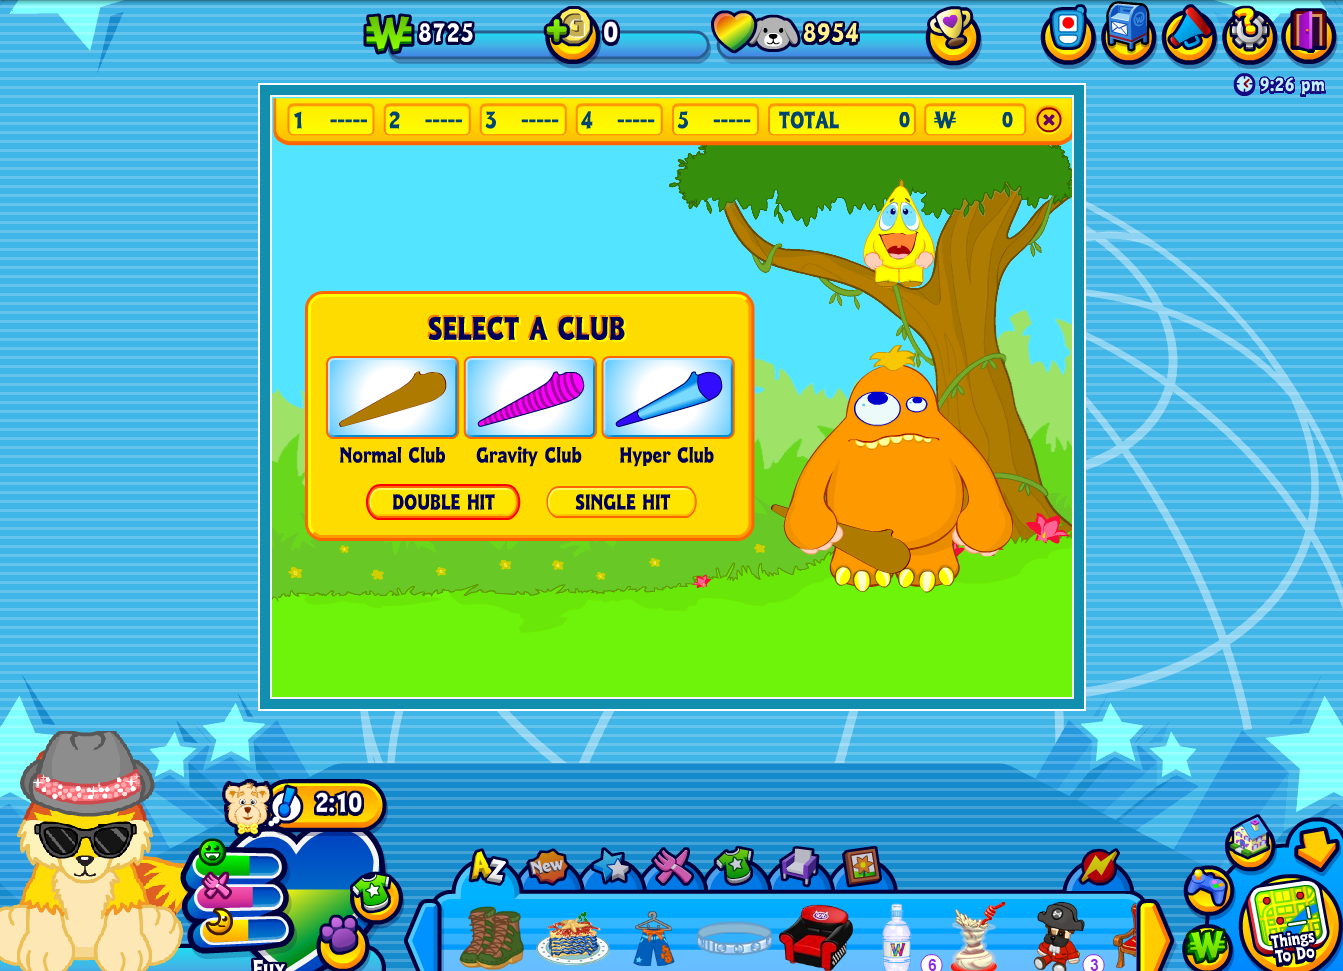 W 8725
G 0
8954
9:26 pm
1 ----- 2 ----- 3 ----- 4 ----- 5 ----- TOTAL 0 W 0
SELECT A CLUB
Normal Club Gravity Club Hyper Club
DOUBLE HIT SINGLE HIT
2:10
AZ New
W
6
3
Things
To Do
W